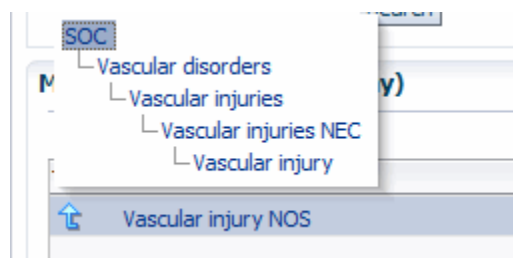 SOC
Vascular disorders
Vascular injuries
y)
Vascular injuries NEC
Vascular injury
Vascular injury NOS